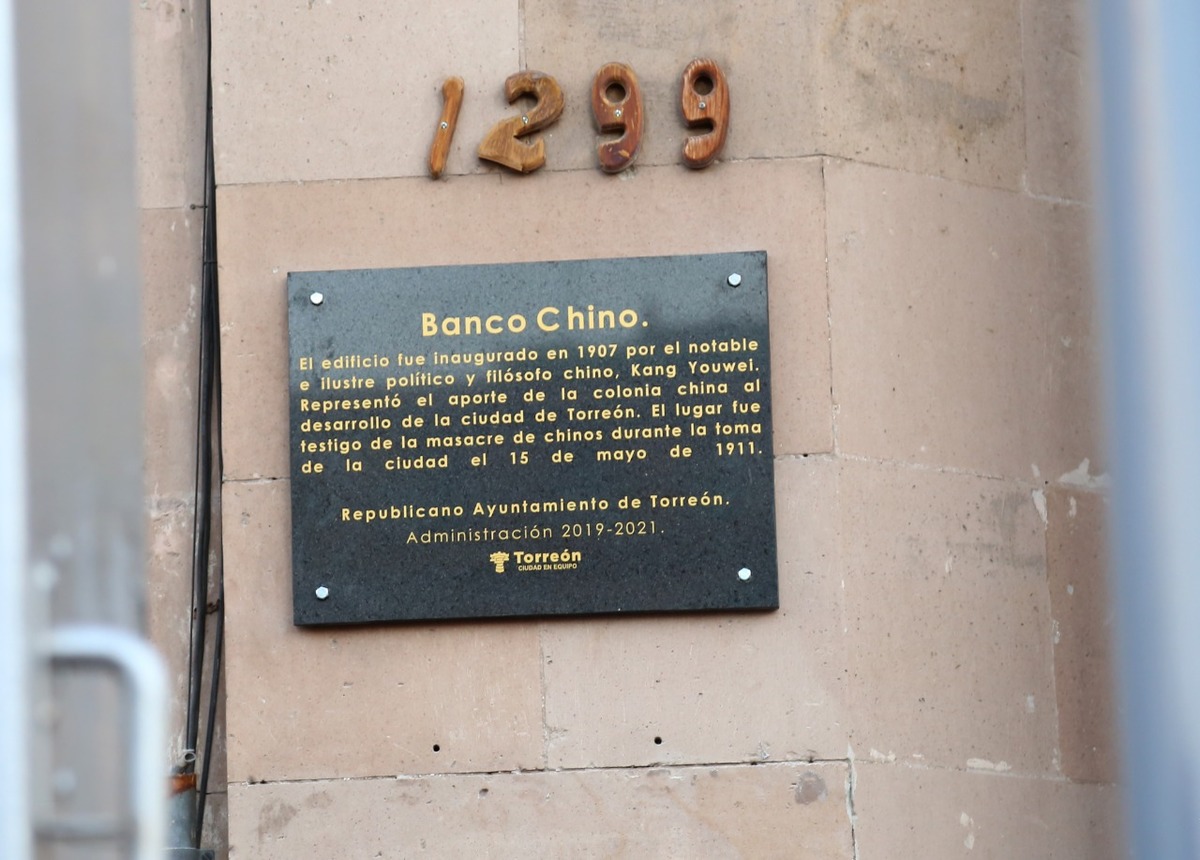 1299
Banco Chino.
El edificio fue inaugurado en 1907 por el notable
e ilustre político y filósofo chino, Kang Youwei.
Representó el aporte de la colonia china al
desarrollo de la ciudad de Torreón. El lugar fue
testigo de la masacre de chinos durante la toma
de la ciudad el 15 de mayo de 1911.
Republicano Ayuntamiento de Torreón.
Administración 2019-2021.
Torreón
CIUDAD EN EQUIPO